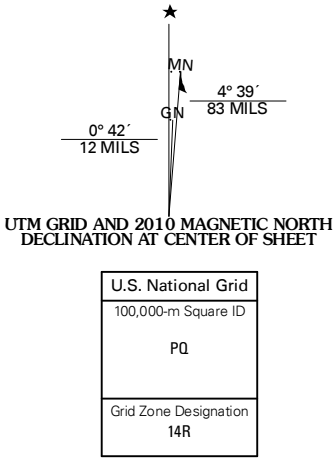 MN
4° 39´
83 MILS
GN
0° 42´
12 MILS
UTM GRID AND 2010 MAGNETIC NORTH
DECLINATION AT CENTER OF SHEET
U.S. National Grid
100,000-m Square ID
PQ
Grid Zone Designation
14R